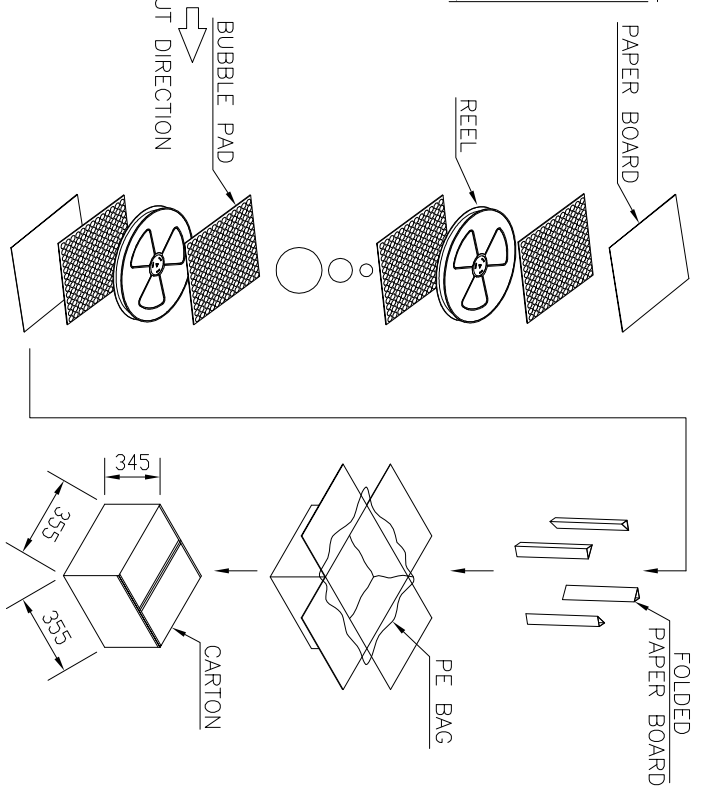 PAPER BOARD
REEL
BUBBLE PAD
UT DIRECTION
FOLDED
PAPER BOARD
PE BAG
CARTON
345
355
355